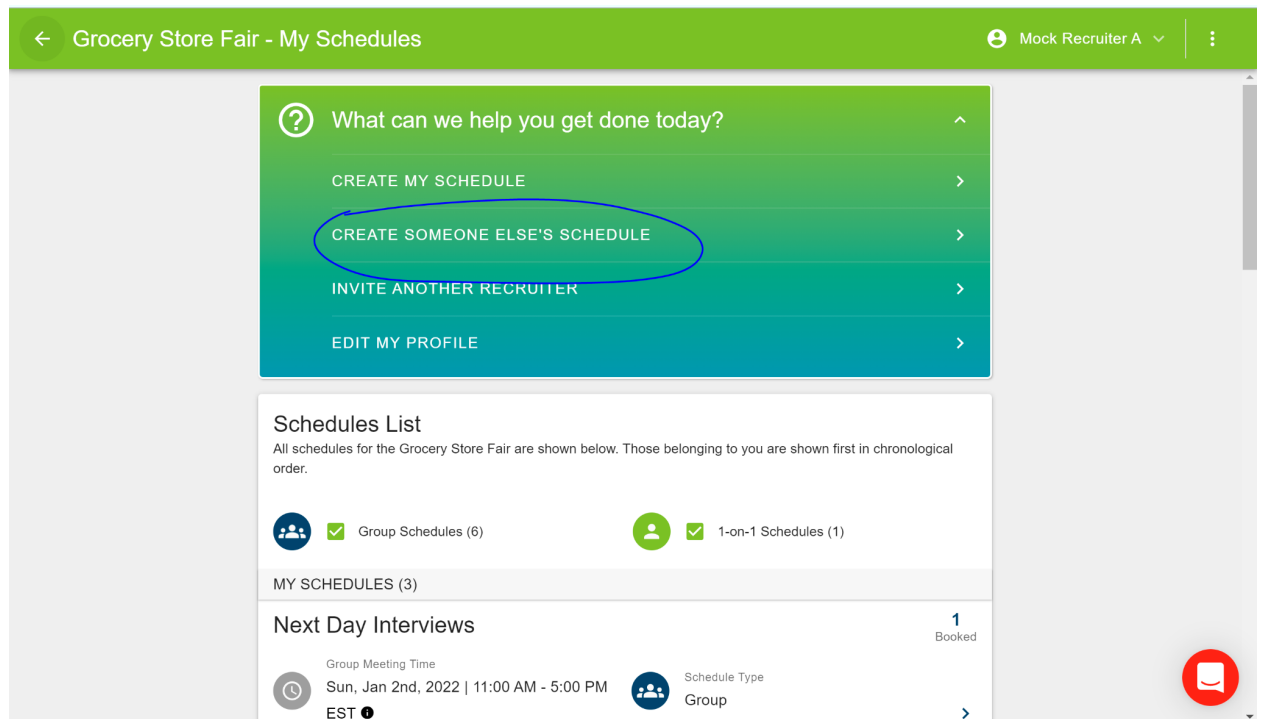 Grocery Store Fair - My Schedules
Mock Recruiter A
What can we help you get done today?
CREATE MY SCHEDULE
CREATE SOMEONE ELSE'S SCHEDULE
INVITE ANOTHER RECRUITER
EDIT MY PROFILE
Schedules List
All schedules for the Grocery Store Fair are shown below. Those belonging to you are shown first in chronological
order.
Group Schedules (6)
1-on-1 Schedules (1)
MY SCHEDULES (3)
Next Day Interviews
1
Booked
Group Meeting Time
Sun, Jan 2nd, 2022 | 11:00 AM - 5:00 PM
EST
Schedule Type
Group